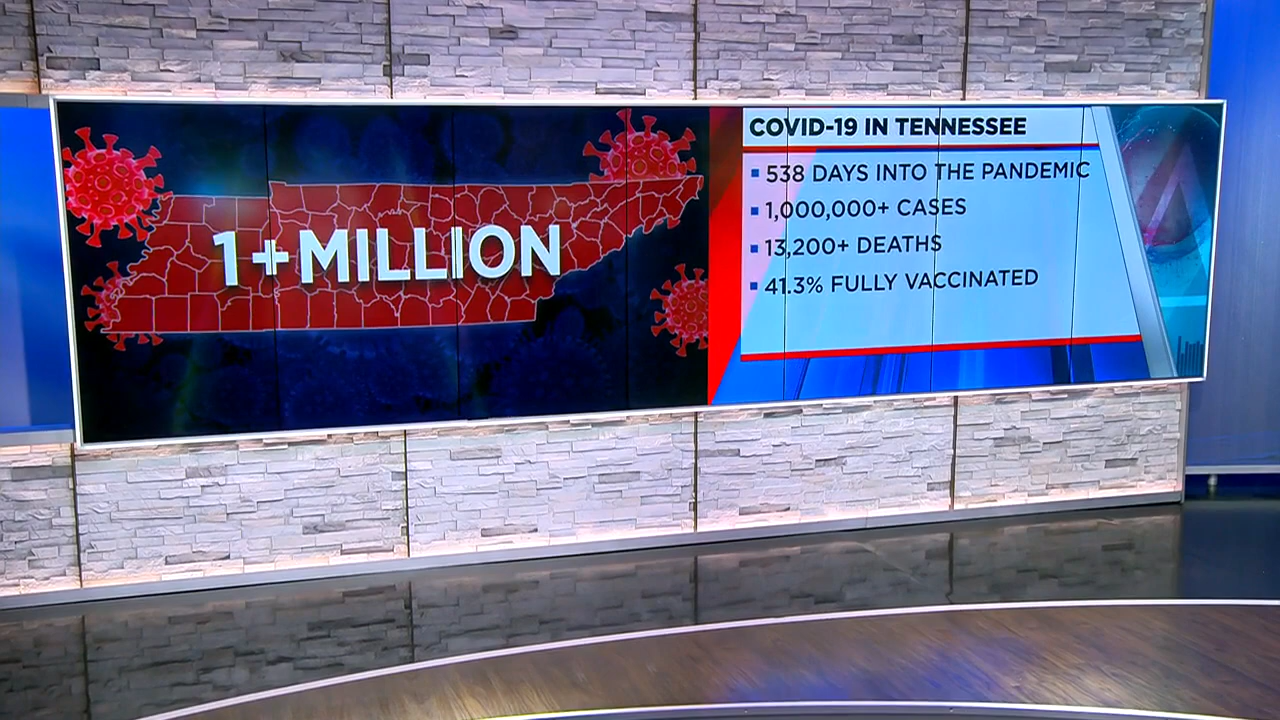 1+MILLION
COVID-19 IN TENNESSEE
538 DAYS INTO THE PANDEMIC
1,000,000+ CASES
13,200+ DEATHS
41.3% FULLY VACCINATED